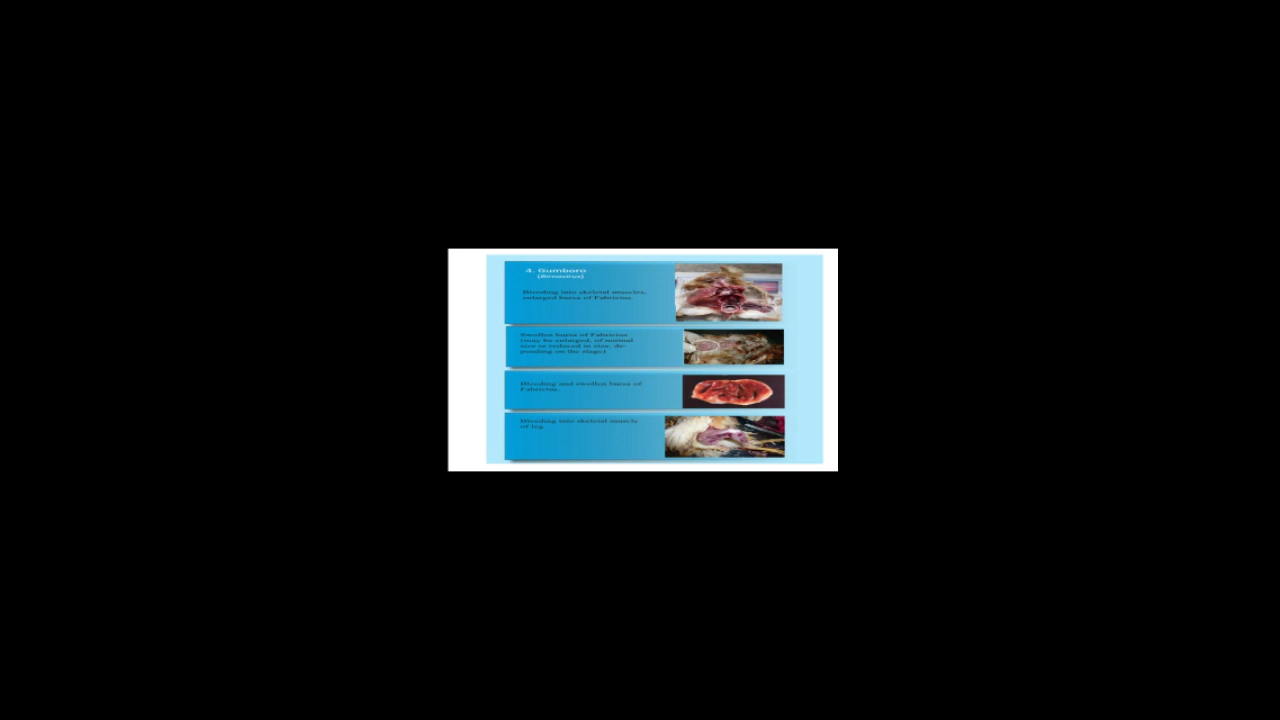 4. Gumboro
(Birnavirus)
Bleeding into skeletal muscles,
enlarged bursa of Fabricius.
Swollen bursa of Fabricius
(may be enlarged, of normal
size or reduced in size, de-
pending on the stage)
Bleeding and swollen bursa of
Fabricius.
Bleeding into skeletal muscle
of leg.